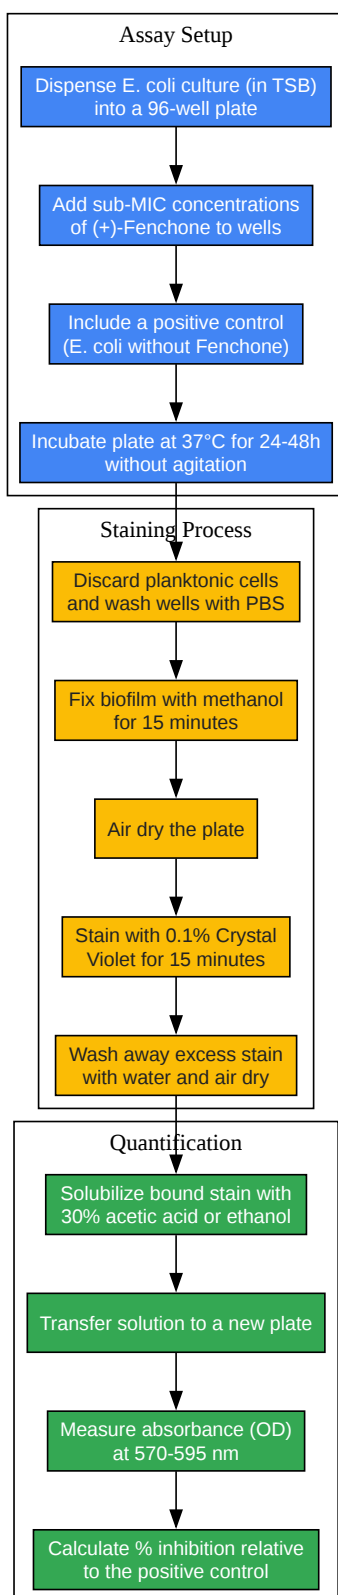 Assay Setup
Dispense E. coli culture (in TSB)
into a 96-well plate
Add sub-MIC concentrations
of (+)-Fenchone to wells
Include a positive control
(E. coli without Fenchone)
Incubate plate at 37°C for 24-48h
without agitation
Staining Process
Discard planktonic cells
and wash wells with PBS
Fix biofilm with methanol
for 15 minutes
Air dry the plate
Stain with 0.1% Crystal
Violet for 15 minutes
Wash away excess stain
with water and air dry
Quantification
Solubilize bound stain with
30% acetic acid or ethanol
Transfer solution to a new plate
Measure absorbance (OD)
at 570-595 nm
Calculate % inhibition relative
to the positive control